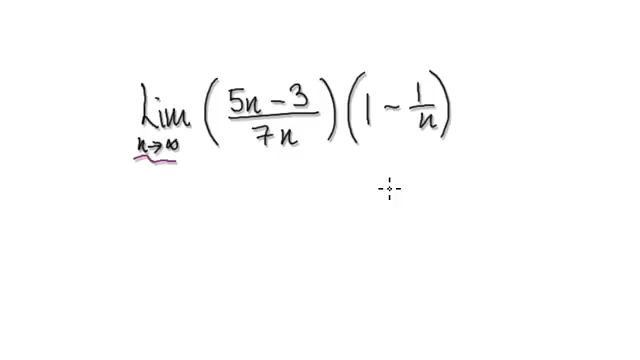 lim n→∞ ((5n − 3)/(7n)) (1 − 1/n)